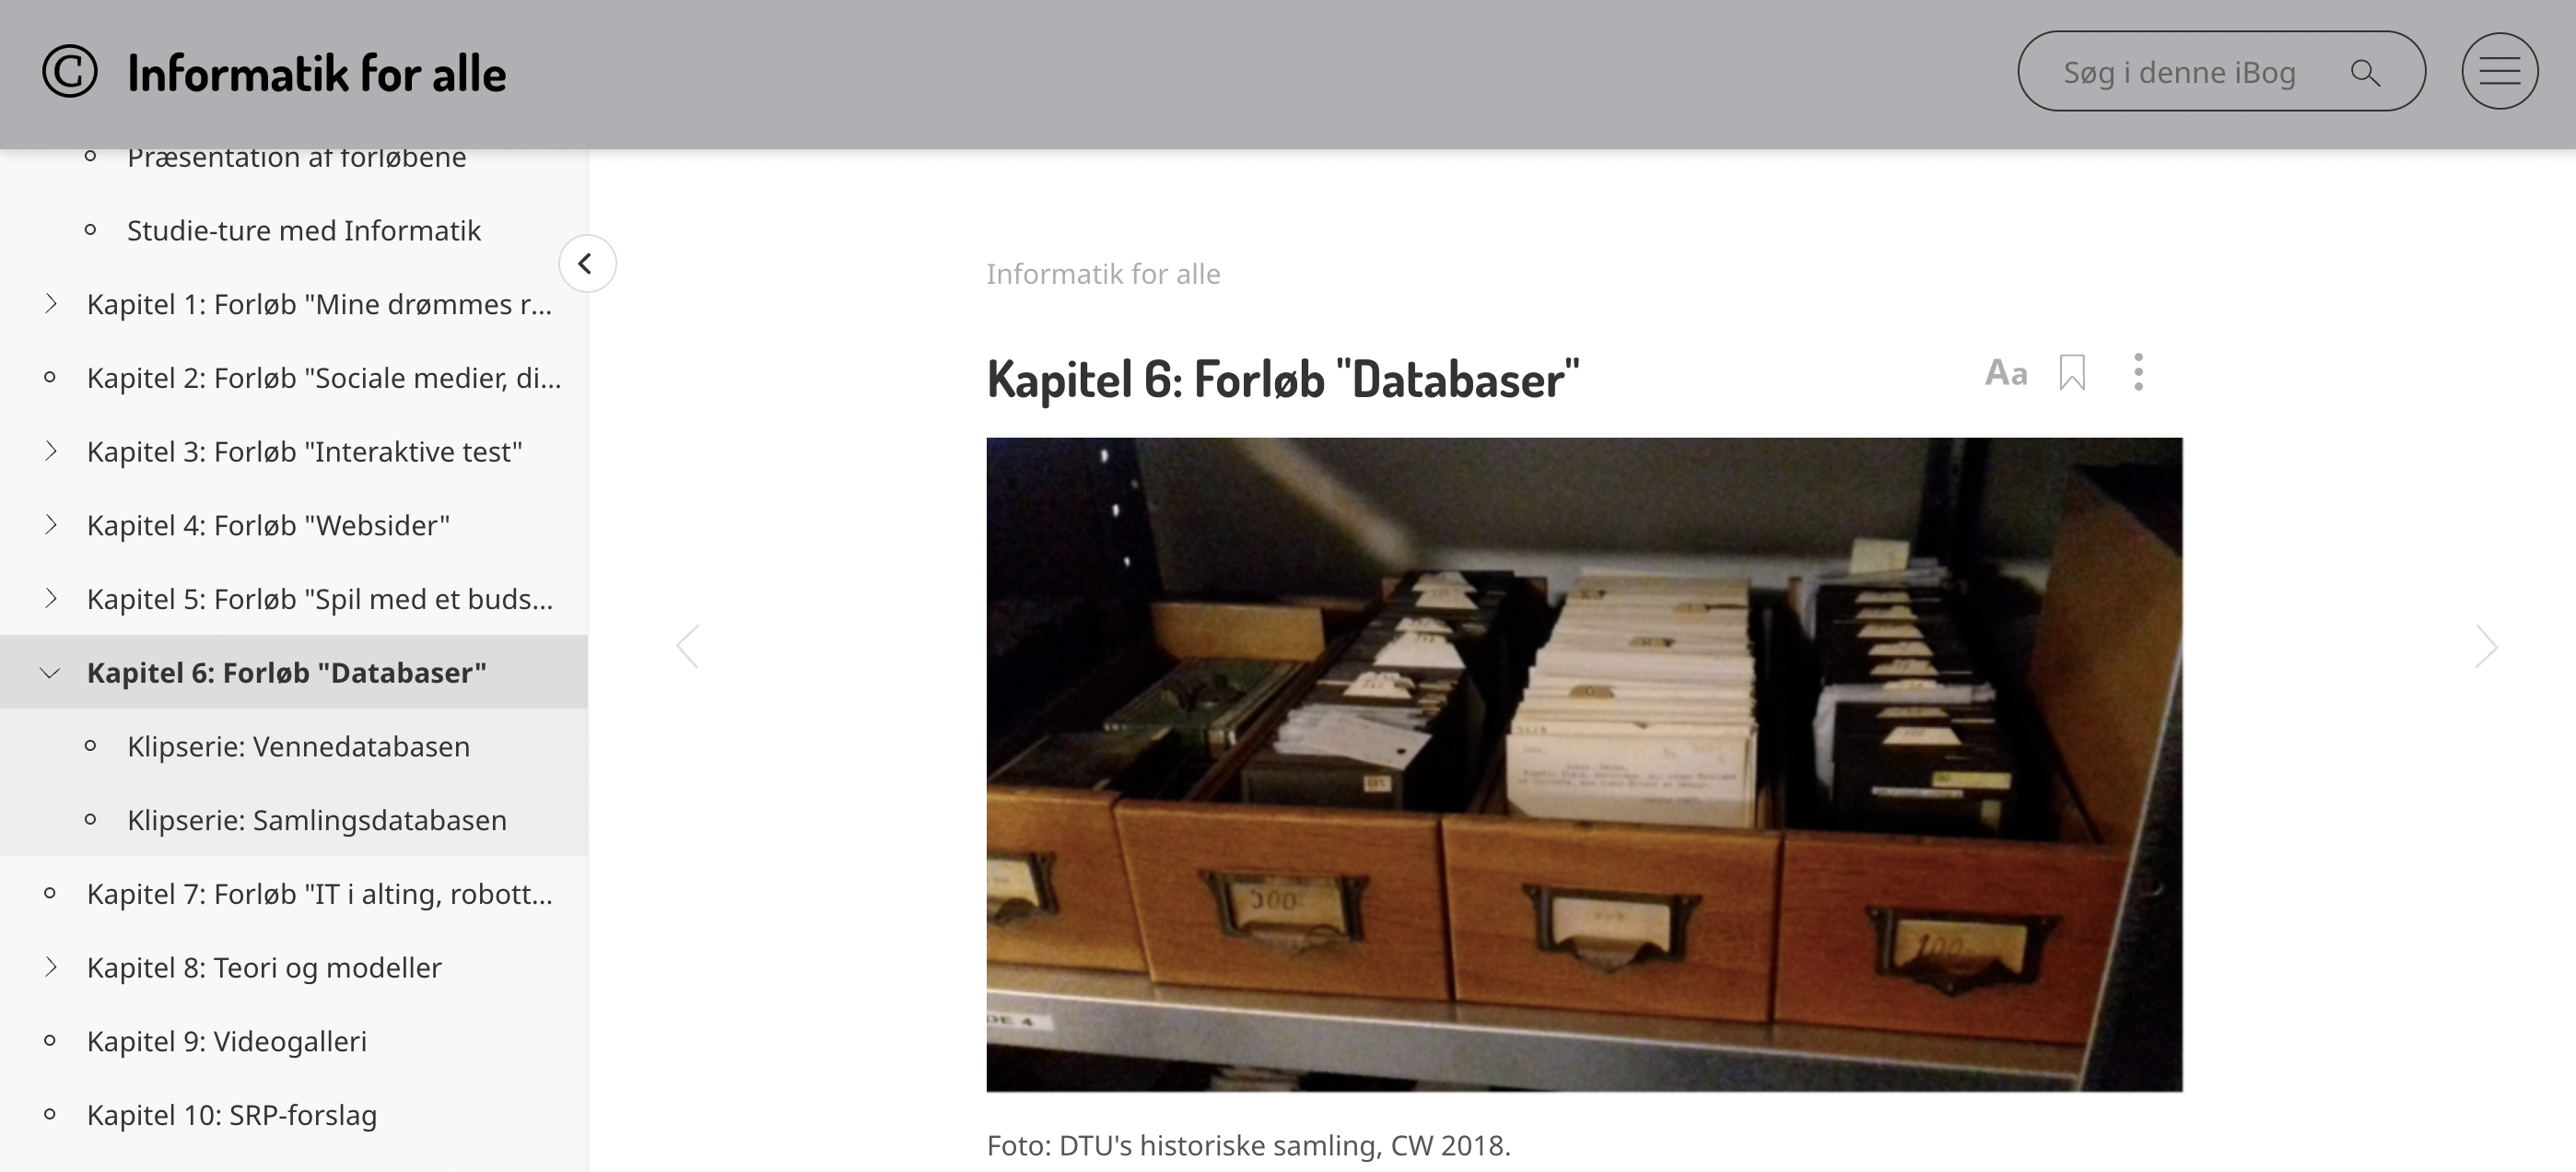 © Informatik for alle
Søg i denne iBog
Præsentation af forløbene
Studie-ture med Informatik
Kapitel 1: Forløb "Mine drømmes r...
Kapitel 2: Forløb "Sociale medier, di...
Kapitel 3: Forløb "Interaktive test"
Kapitel 4: Forløb "Websider"
Kapitel 5: Forløb "Spil med et buds...
Kapitel 6: Forløb "Databaser"
Klipserie: Vennedatabasen
Klipserie: Samlingsdatabasen
Kapitel 7: Forløb "IT i alting, robott...
Kapitel 8: Teori og modeller
Kapitel 9: Videogalleri
Kapitel 10: SRP-forslag
Informatik for alle
Kapitel 6: Forløb "Databaser"
Aa
500
100
DE 4
Foto: DTU's historiske samling, CW 2018.